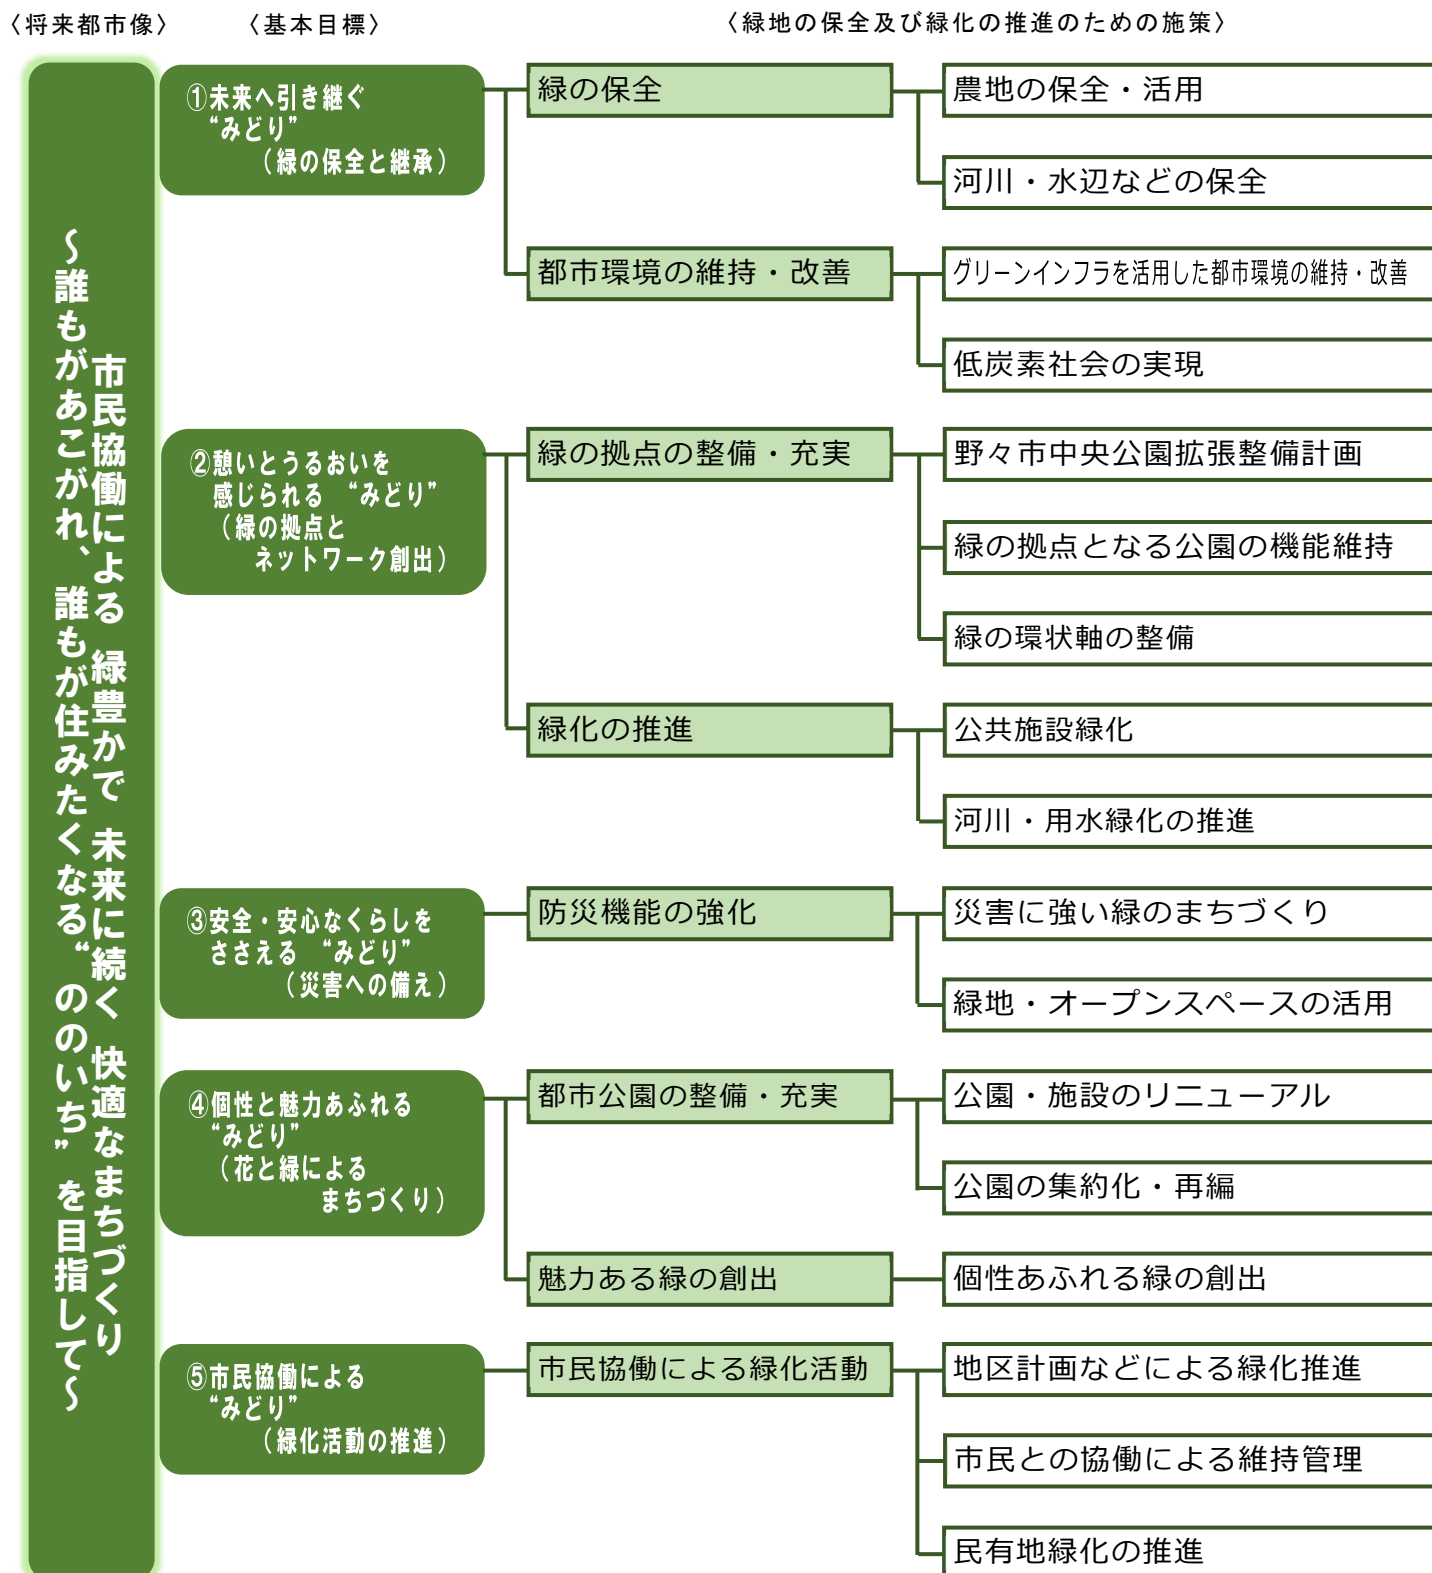 〈将来都市像〉
〈基本目標〉
〈緑地の保全及び緑化の推進のための施策〉
市民協働による 緑豊かで 未来に続く 快適なまちづくり
～誰もがあこがれ、誰もが住みたくなる“ののいち”を目指して～
①未来へ引き継ぐ
“みどり”
（緑の保全と継承）
緑の保全
農地の保全・活用
河川・水辺などの保全
都市環境の維持・改善
グリーンインフラを活用した都市環境の維持・改善
低炭素社会の実現
②憩いとうるおいを
感じられる “みどり”
（緑の拠点と
ネットワーク創出）
緑の拠点の整備・充実
野々市中央公園拡張整備計画
緑の拠点となる公園の機能維持
緑の環状軸の整備
緑化の推進
公共施設緑化
河川・用水緑化の推進
③安全・安心なくらしを
ささえる “みどり”
（災害への備え）
防災機能の強化
災害に強い緑のまちづくり
緑地・オープンスペースの活用
④個性と魅力あふれる
“みどり”
（花と緑による
まちづくり）
都市公園の整備・充実
公園・施設のリニューアル
公園の集約化・再編
魅力ある緑の創出
個性あふれる緑の創出
⑤市民協働による
“みどり”
（緑化活動の推進）
市民協働による緑化活動
地区計画などによる緑化推進
市民との協働による維持管理
民有地緑化の推進